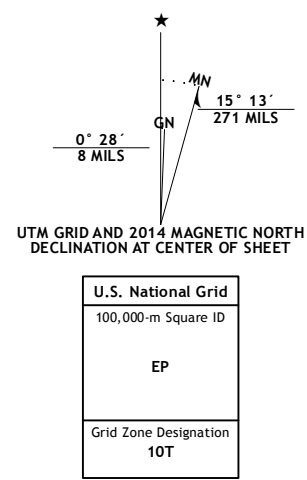 ★
MN
GN
0° 28´
8 MILS
15° 13´
271 MILS
UTM GRID AND 2014 MAGNETIC NORTH
DECLINATION AT CENTER OF SHEET
U.S. National Grid
100,000-m Square ID
EP
Grid Zone Designation
10T